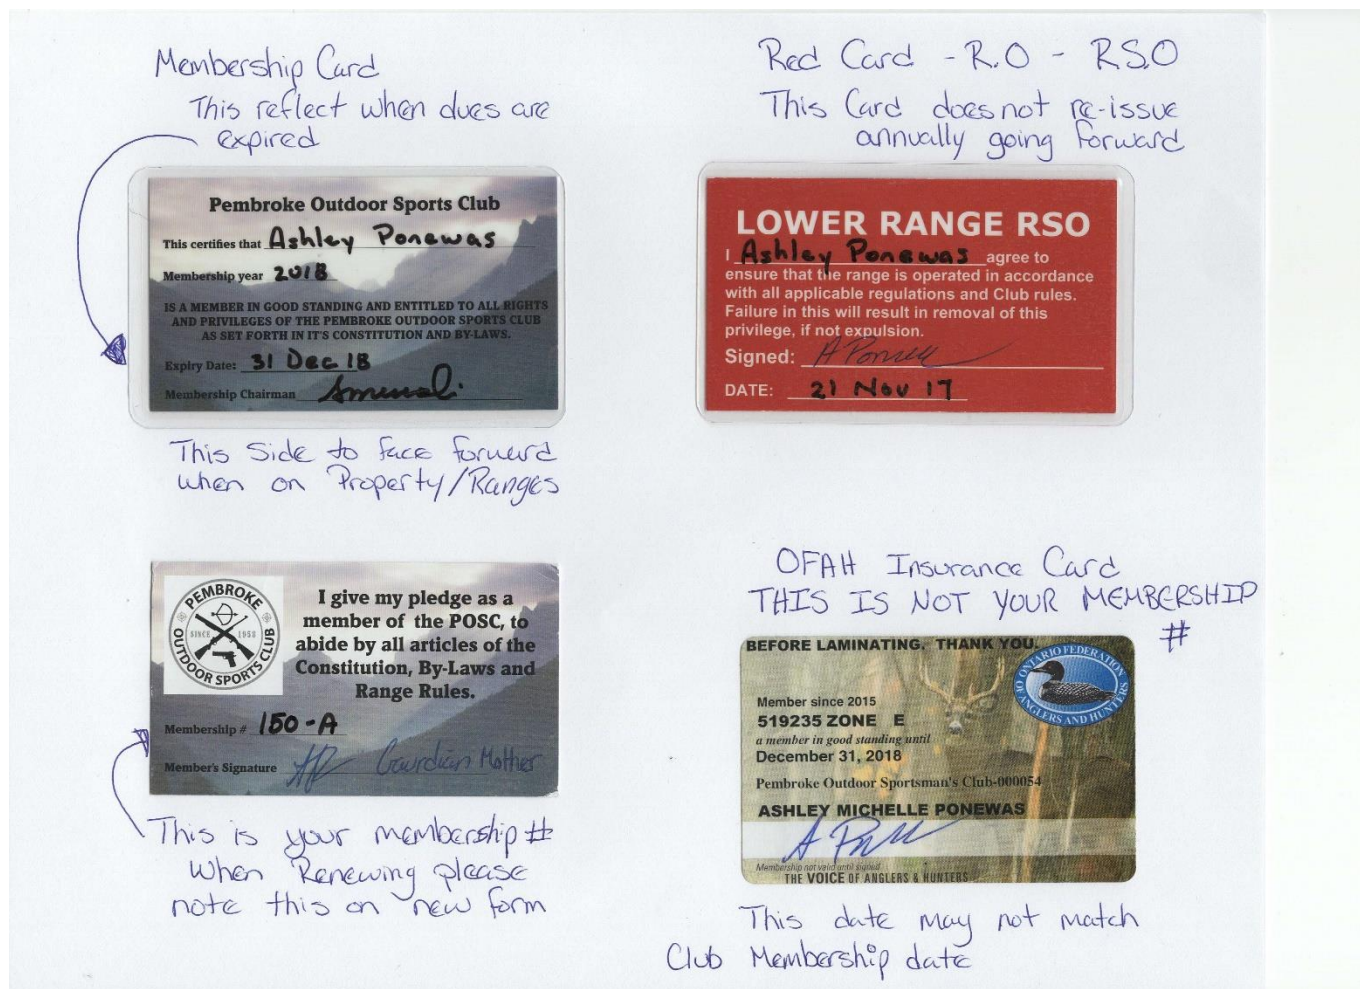 Membership Card
This reflect when dues are
expired
Pembroke Outdoor Sports Club
This certifies that Ashley Ponewas
Membership year 2018
IS A MEMBER IN GOOD STANDING AND ENTITLED TO ALL RIGHTS
AND PRIVILEGES OF THE PEMBROKE OUTDOOR SPORTS CLUB
AS SET FORTH IN IT'S CONSTITUTION AND BY-LAWS.
Expiry Date: 31 Dec 18
Membership Chairman
This Side to face forward
when on Property/Ranges
Red Card - R.O - R.S.O
This Card does not re-issue
annually going forward
LOWER RANGE RSO
I Ashley Ponewas agree to
ensure that the range is operated in accordance
with all applicable regulations and Club rules.
Failure in this will result in removal of this
privilege, if not expulsion.
Signed:
DATE: 21 Nov 17
PEMBROKE
SINCE 1953
OUTDOOR SPORTS CLUB
I give my pledge as a
member of the POSC, to
abide by all articles of the
Constitution, By-Laws and
Range Rules.
Membership # 150-A
Member's Signature AP Gaurdian Mother
This is your membership #
When Renewing please
note this on new form
OFAH Insurance Card
THIS IS NOT YOUR MEMBERSHIP
#
BEFORE LAMINATING. THANK YOU.
ONTARIO FEDERATION
OF ANGLERS AND HUNTERS
Member since 2015
519235 ZONE E
a member in good standing until
December 31, 2018
Pembroke Outdoor Sportsman's Club-000054
ASHLEY MICHELLE PONEWAS
Membership not valid until signed
THE VOICE OF ANGLERS & HUNTERS
This date may not match
Club Membership date